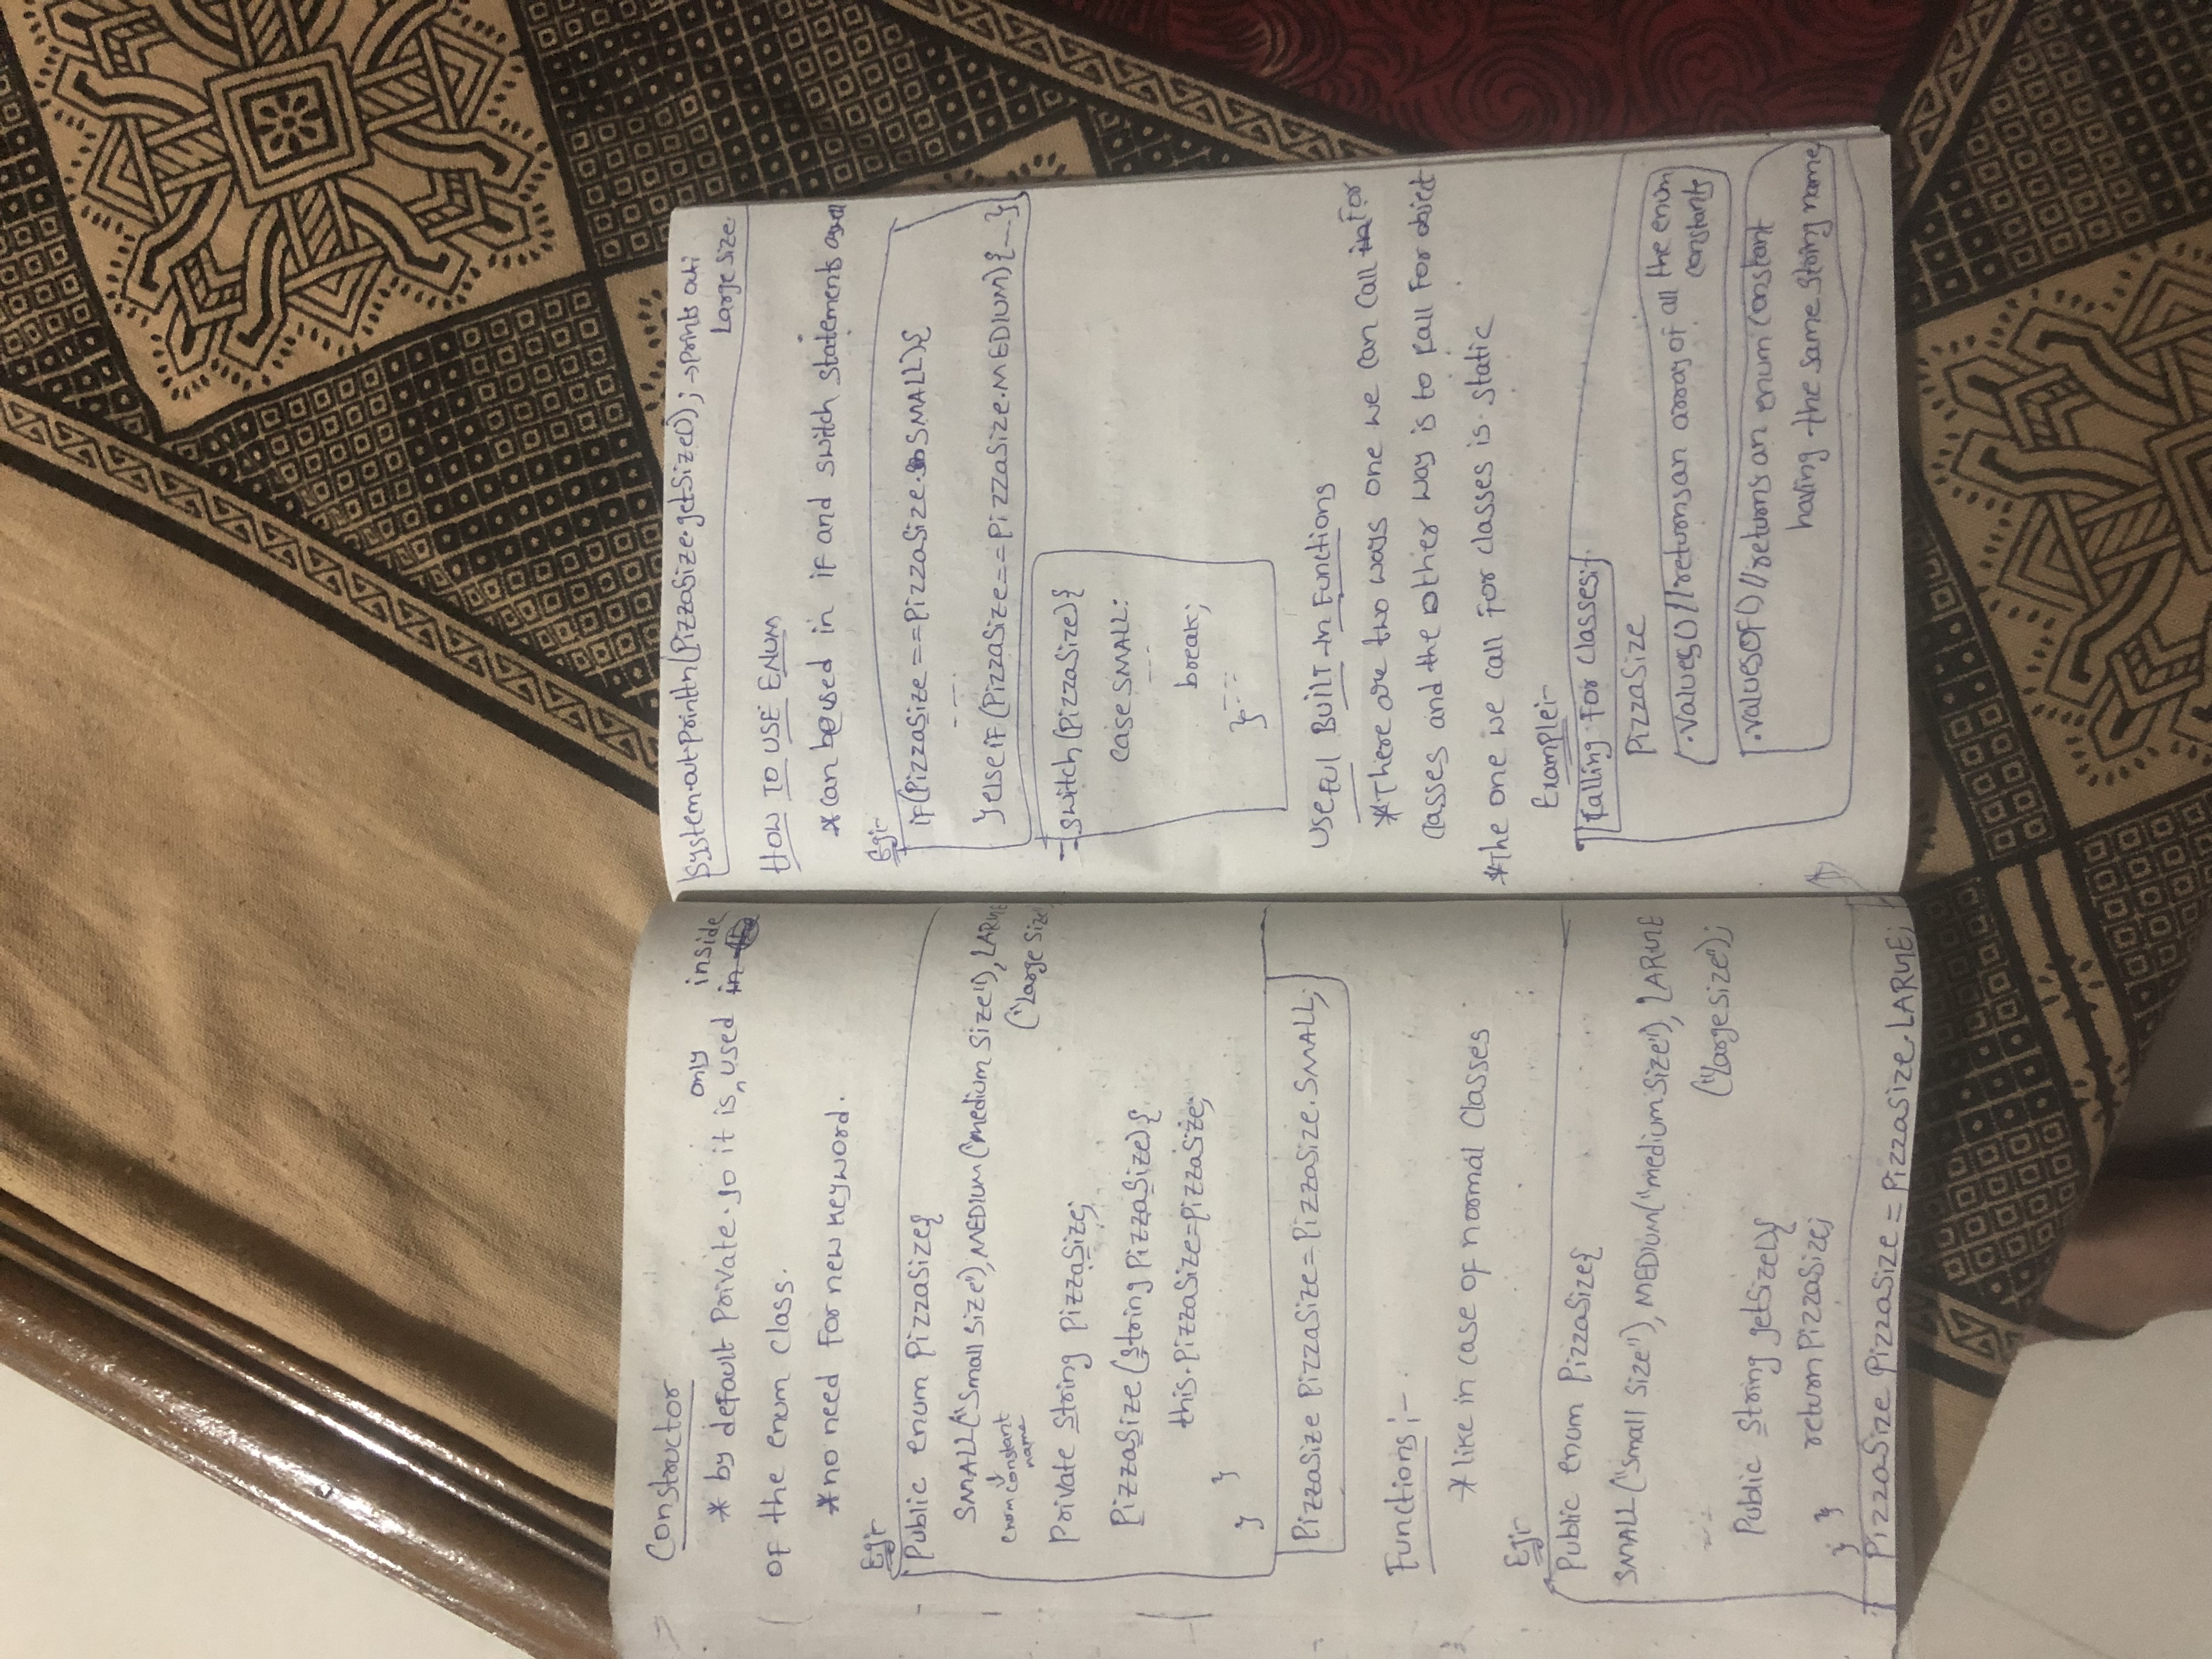 Constructor
* by default Private. so it is only used inside
of the enum class.
* no need for new keyword.
Eg:-
Public enum PizzaSize{
SMALL("Small Size"), MEDIUM("medium Size"), LARGE
("Large Size"
enum constant
name
Private String PizzaSize;
PizzaSize (String PizzaSize){
this.PizzaSize=PizzaSize;
}
}
PizzaSize PizzaSize = PizzaSize.SMALL;
Functions:-
* like in case of normal Classes
Eg:-
Public enum PizzaSize{
SMALL ("Small Size"), MEDIUM("medium Size"), LARGE
("Large size");
Public String getSize(){
return PizzaSize;
} }
PizzaSize PizzaSize = PizzaSize.LARGE;
System.out.Println(PizzaSize.getSize()); → Prints out:
Large Size.
HOW TO USE ENUM
* can be used in if and switch statements
Eg:-
if(PizzaSize == PizzaSize.SMALL){
----
}else if (PizzaSize == PizzaSize.MEDIUM){---}
switch (PizzaSize){
case SMALL:
---
break;
----
}
USEFUL BUILT-In Functions
* There are two ways one we can call for
classes and the other way is to call for object
* The one we call for classes is static
Example:-
Calling for classes:-
PizzaSize
.values() // returns an array of all the enum
constants
.valuesOf() // returns an enum constant
having the same string name